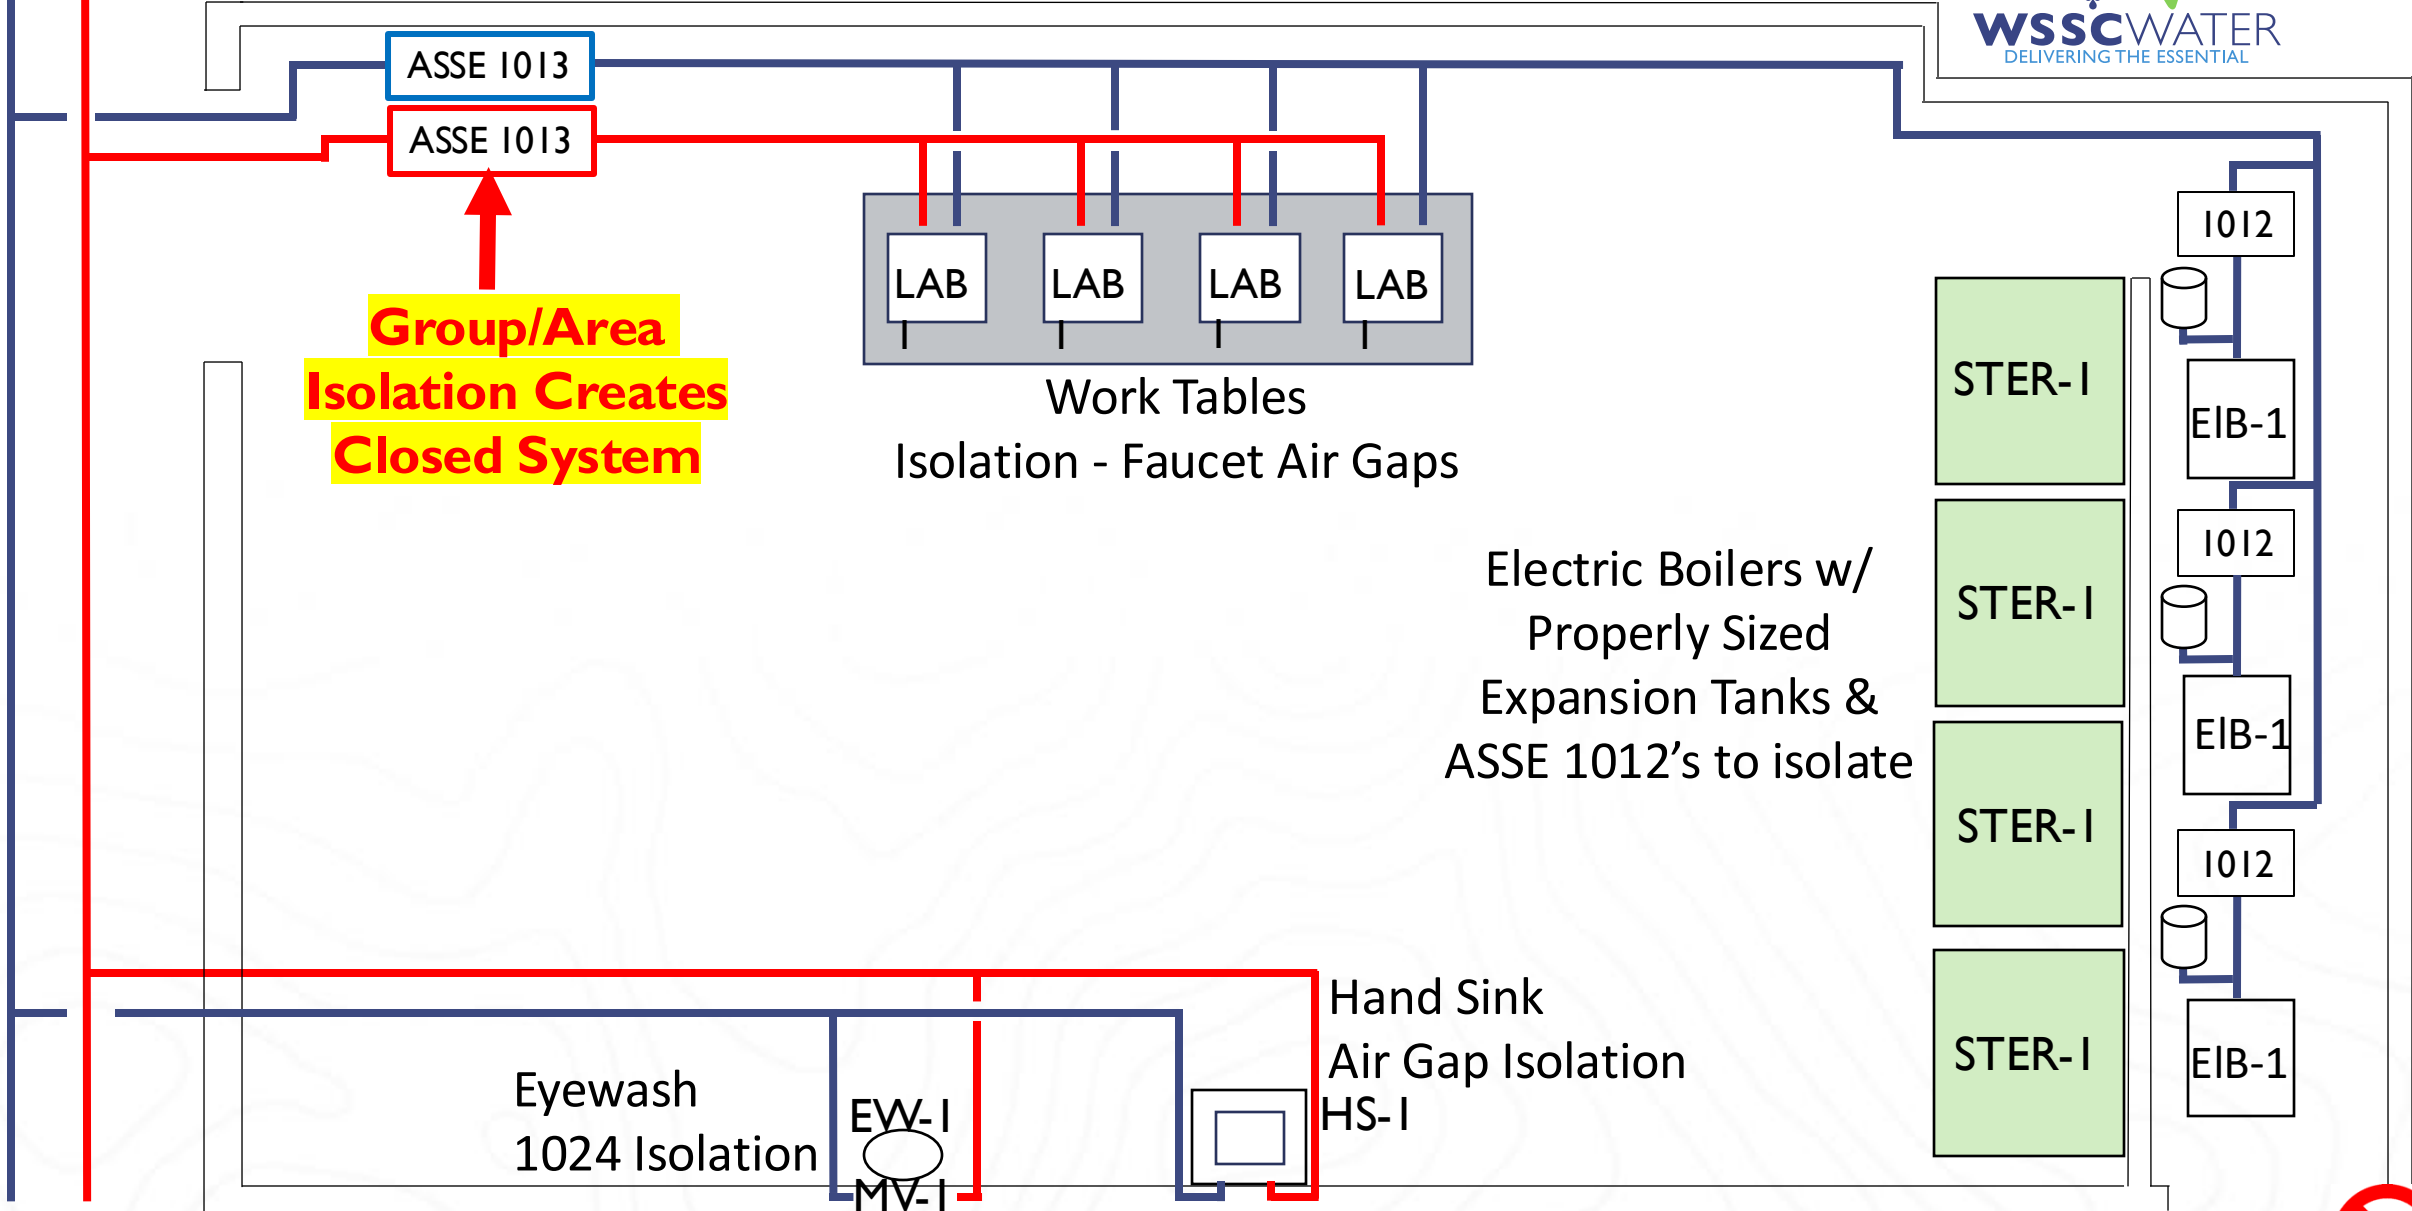 WSSCWATER
DELIVERING THE ESSENTIAL
ASSE 1013
ASSE 1013
Group/Area
Isolation Creates
Closed System
LAB
LAB
LAB
LAB
Work Tables
Isolation - Faucet Air Gaps
1012
STER-1
ElB-1
1012
Electric Boilers w/
Properly Sized
Expansion Tanks &
ASSE 1012’s to isolate
STER-1
ElB-1
STER-1
1012
STER-1
ElB-1
Hand Sink
Air Gap Isolation
HS-1
Eyewash
1024 Isolation
EW-1
MV-1